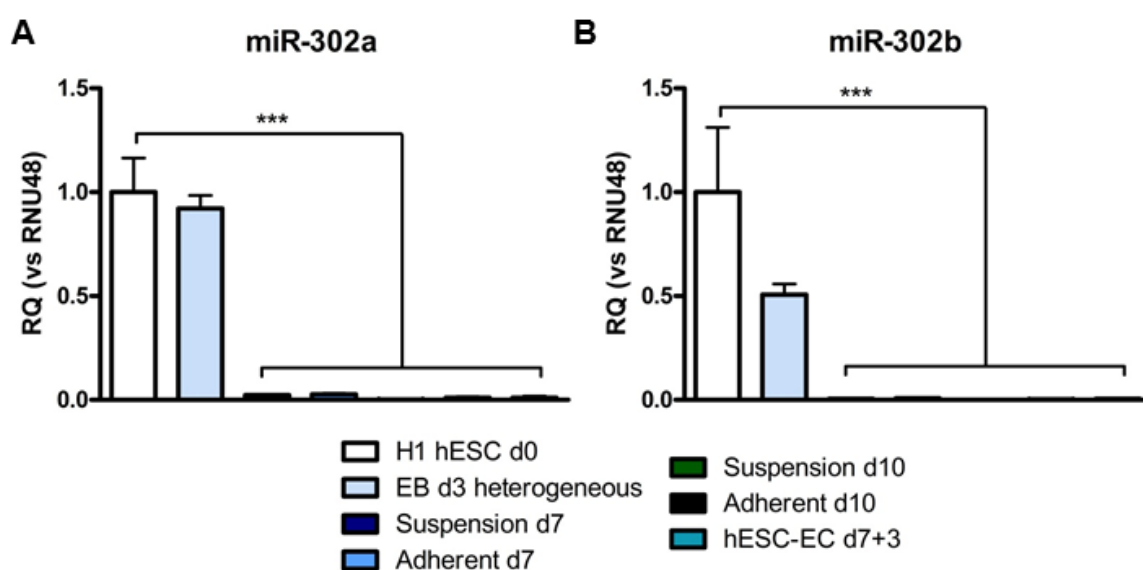 A
miR-302a
RQ (vs RNU48)
1.5
1.0
0.5
0.0
***
B
miR-302b
RQ (vs RNU48)
1.5
1.0
0.5
0.0
***
H1 hESC d0
EB d3 heterogeneous
Suspension d7
Adherent d7
Suspension d10
Adherent d10
hESC-EC d7+3